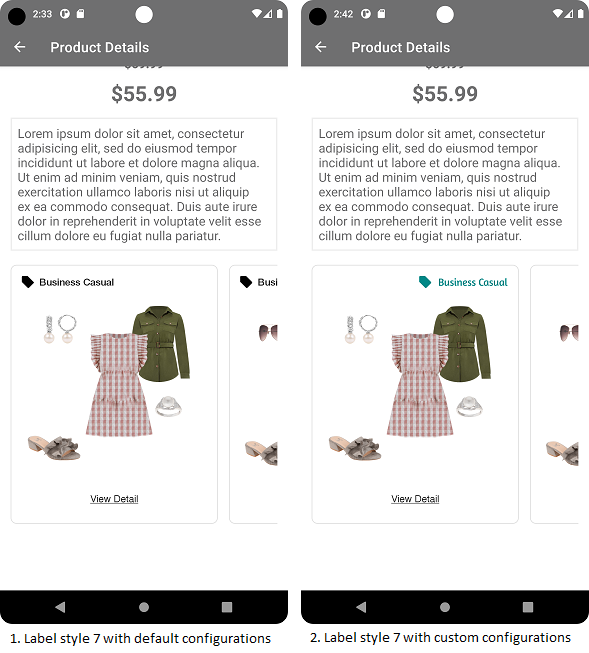 2:33
Product Details
$55.99
Lorem ipsum dolor sit amet, consectetur
adipisicing elit, sed do eiusmod tempor
incididunt ut labore et dolore magna aliqua.
Ut enim ad minim veniam, quis nostrud
exercitation ullamco laboris nisi ut aliquip
ex ea commodo consequat. Duis aute irure
dolor in reprehenderit in voluptate velit esse
cillum dolore eu fugiat nulla pariatur.
Business Casual
Busi
View Detail
1. Label style 7 with default configurations
2:42
Product Details
$55.99
Lorem ipsum dolor sit amet, consectetur
adipisicing elit, sed do eiusmod tempor
incididunt ut labore et dolore magna aliqua.
Ut enim ad minim veniam, quis nostrud
exercitation ullamco laboris nisi ut aliquip
ex ea commodo consequat. Duis aute irure
dolor in reprehenderit in voluptate velit esse
cillum dolore eu fugiat nulla pariatur.
Business Casual
View Detail
2. Label style 7 with custom configurations